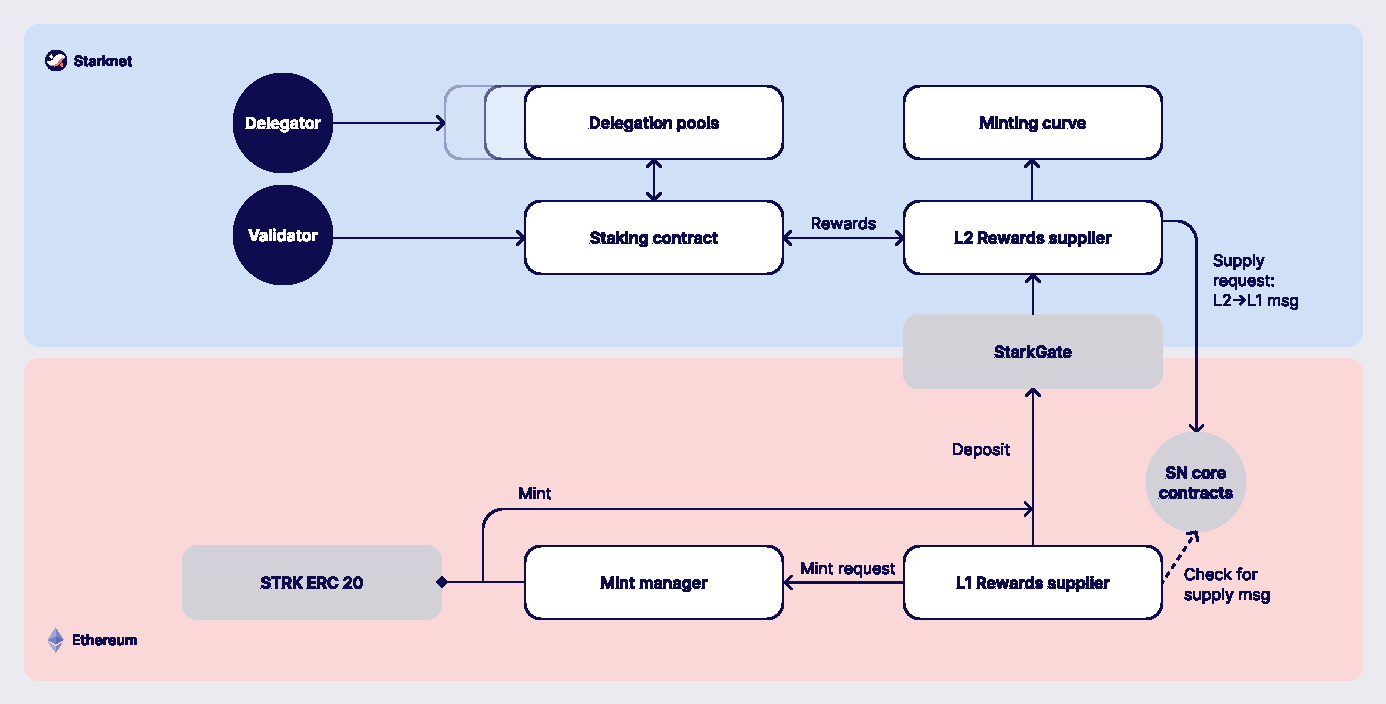 Starknet
Delegator
Delegation pools
Minting curve
Validator
Staking contract
Rewards
L2 Rewards supplier
Supply
request:
L2→L1 msg
StarkGate
Deposit
SN core
contracts
Mint
STRK ERC 20
Mint manager
Mint request
L1 Rewards supplier
Check for
supply msg
Ethereum